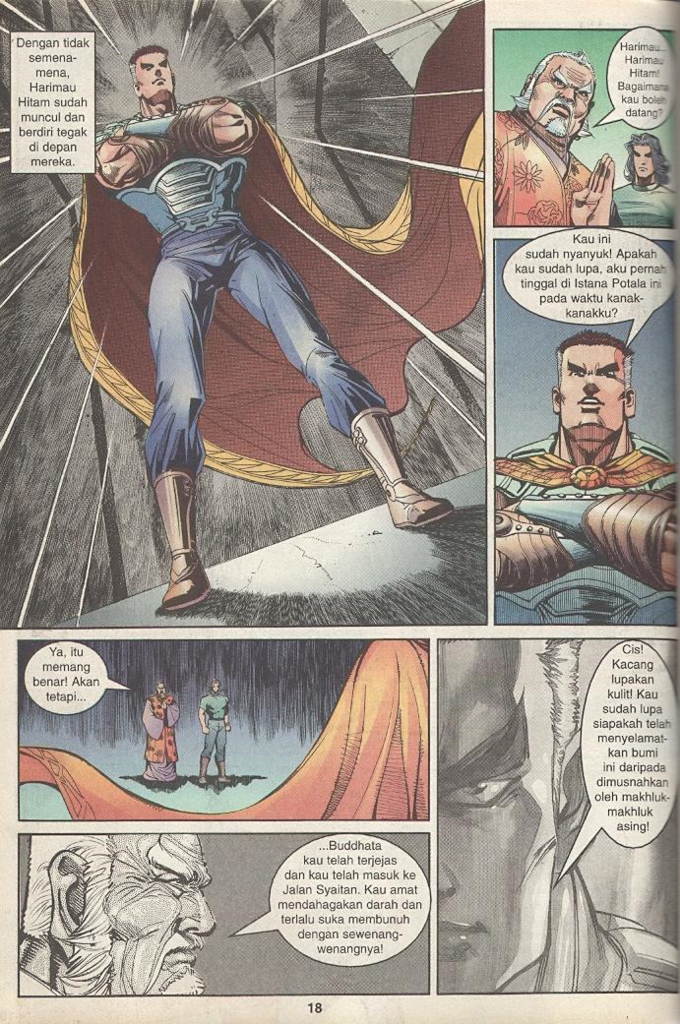 Dengan tidak
semena-
mena,
Harimau
Hitam sudah
muncul dan
berdiri tegak
di depan
mereka.
Harimau...
Harimau
Hitam!
Bagaimana
kau boleh
datang?
Kau ini
sudah nyanyuk! Apakah
kau sudah lupa, aku pernah
tinggal di Istana Potala ini
pada waktu kanak-
kanakku?
Ya, itu
memang
benar! Akan
tetapi...
Cis!
Kacang
lupakan
kulit! Kau
sudah lupa
siapakah telah
menyelamat-
kan bumi
ini daripada
dimusnahkan
oleh makhluk-
makhluk
asing!
...Buddhata
kau telah terjejas
dan kau telah masuk ke
Jalan Syaitan. Kau amat
mendahagakan darah dan
terlalu suka membunuh
dengan sewenang-
wenangnya!
18